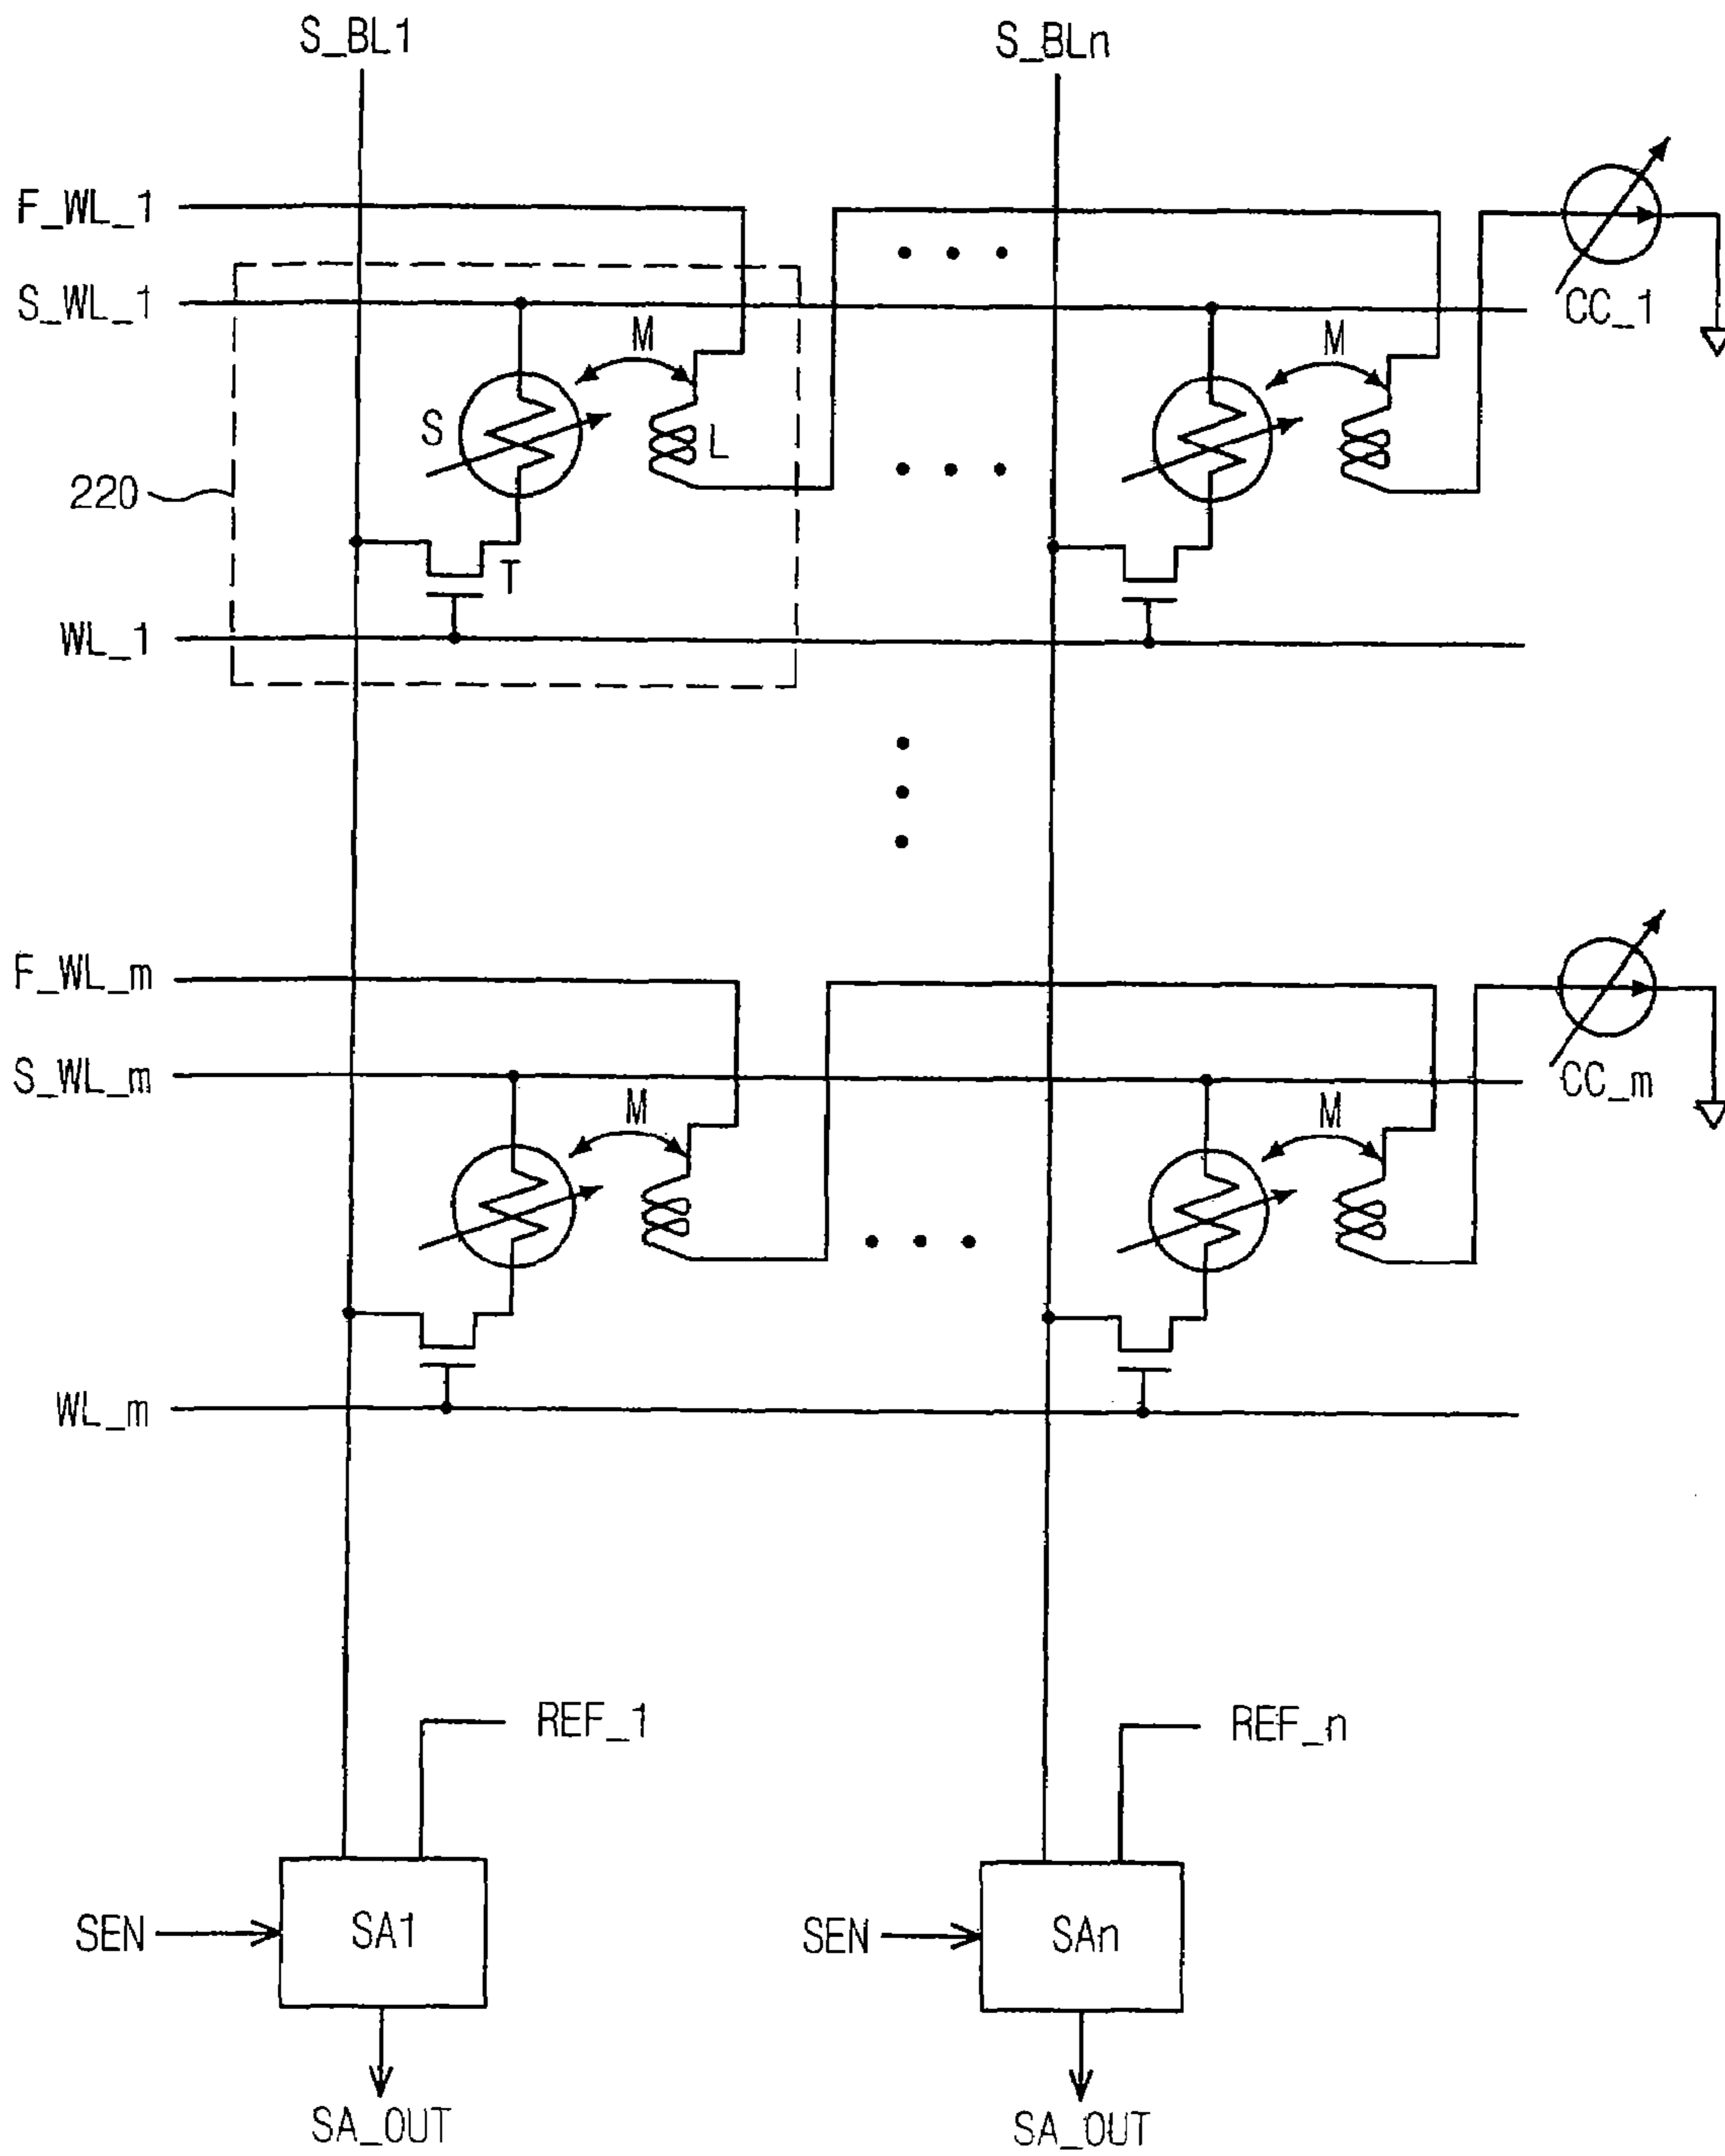 S_BL1
S_BLn
F_WL_1
S_WL_1
M
M
CC_1
S
L
220
T
WL_1
F_WL_m
S_WL_m
M
M
CC_m
WL_m
REF_1
REF_n
SEN
SA1
SEN
SAn
SA_OUT
SA_OUT